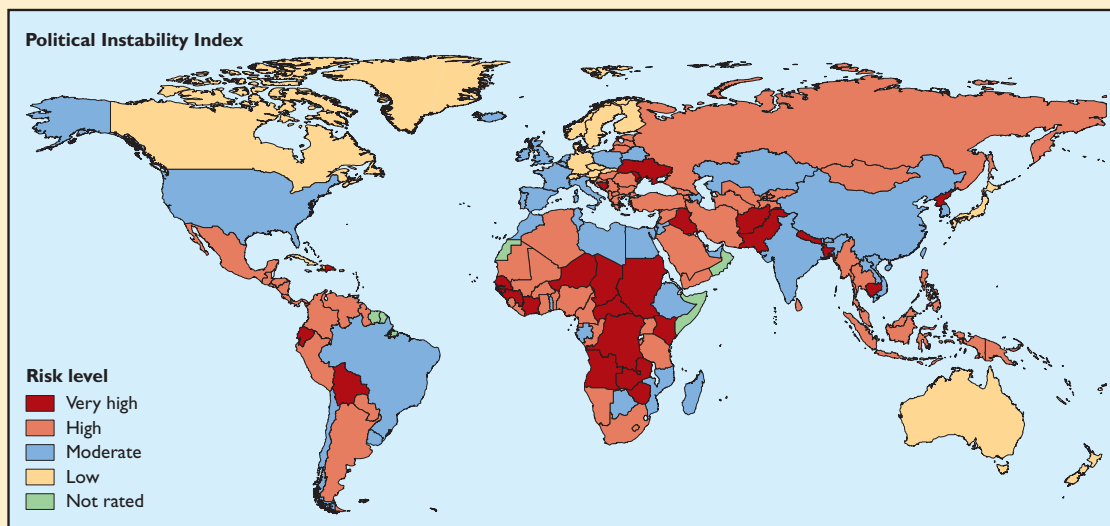 Political Instability Index
Risk level
Very high
High
Moderate
Low
Not rated